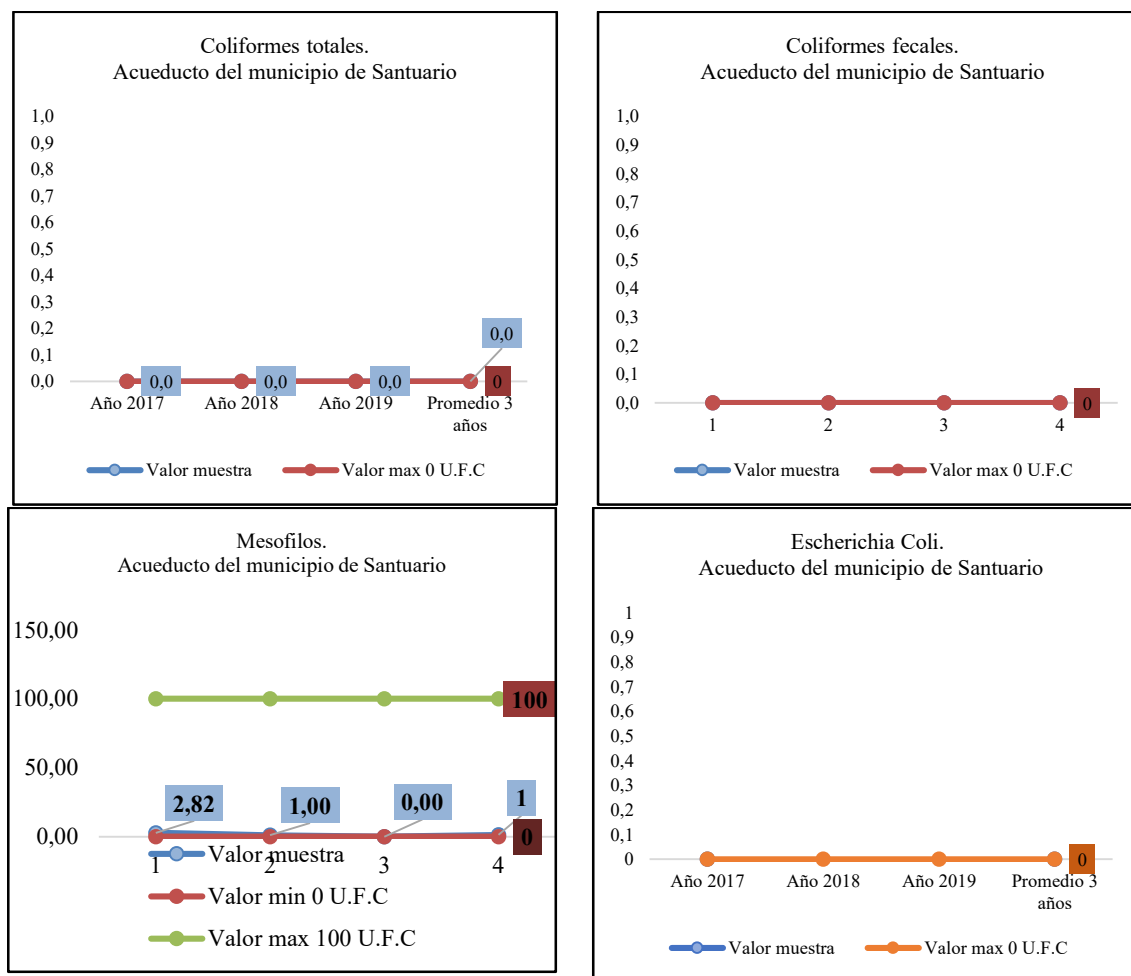 Coliformes totales.
Acueducto del municipio de Santuario
1,0
0,9
0,8
0,7
0,6
0,5
0,4
0,3
0,2
0,1
0,0
0,0
0,0 0,0 0,0 0
Año 2017 Año 2018 Año 2019 Promedio 3
años
Valor muestra Valor max 0 U.F.C
Coliformes fecales.
Acueducto del municipio de Santuario
1,0
0,9
0,8
0,7
0,6
0,5
0,4
0,3
0,2
0,1
0,0
0
1 2 3 4
Valor muestra Valor max 0 U.F.C
Mesofilos.
Acueducto del municipio de Santuario
150,00
100,00
100
50,00
2,82 1,00 0,00 1
0,00
0
1 2 3 4
Valor muestra
Valor min 0 U.F.C
Valor max 100 U.F.C
Escherichia Coli.
Acueducto del municipio de Santuario
1
0,9
0,8
0,7
0,6
0,5
0,4
0,3
0,2
0,1
0
0
Año 2017 Año 2018 Año 2019 Promedio 3
años
Valor muestra Valor max 0 U.F.C